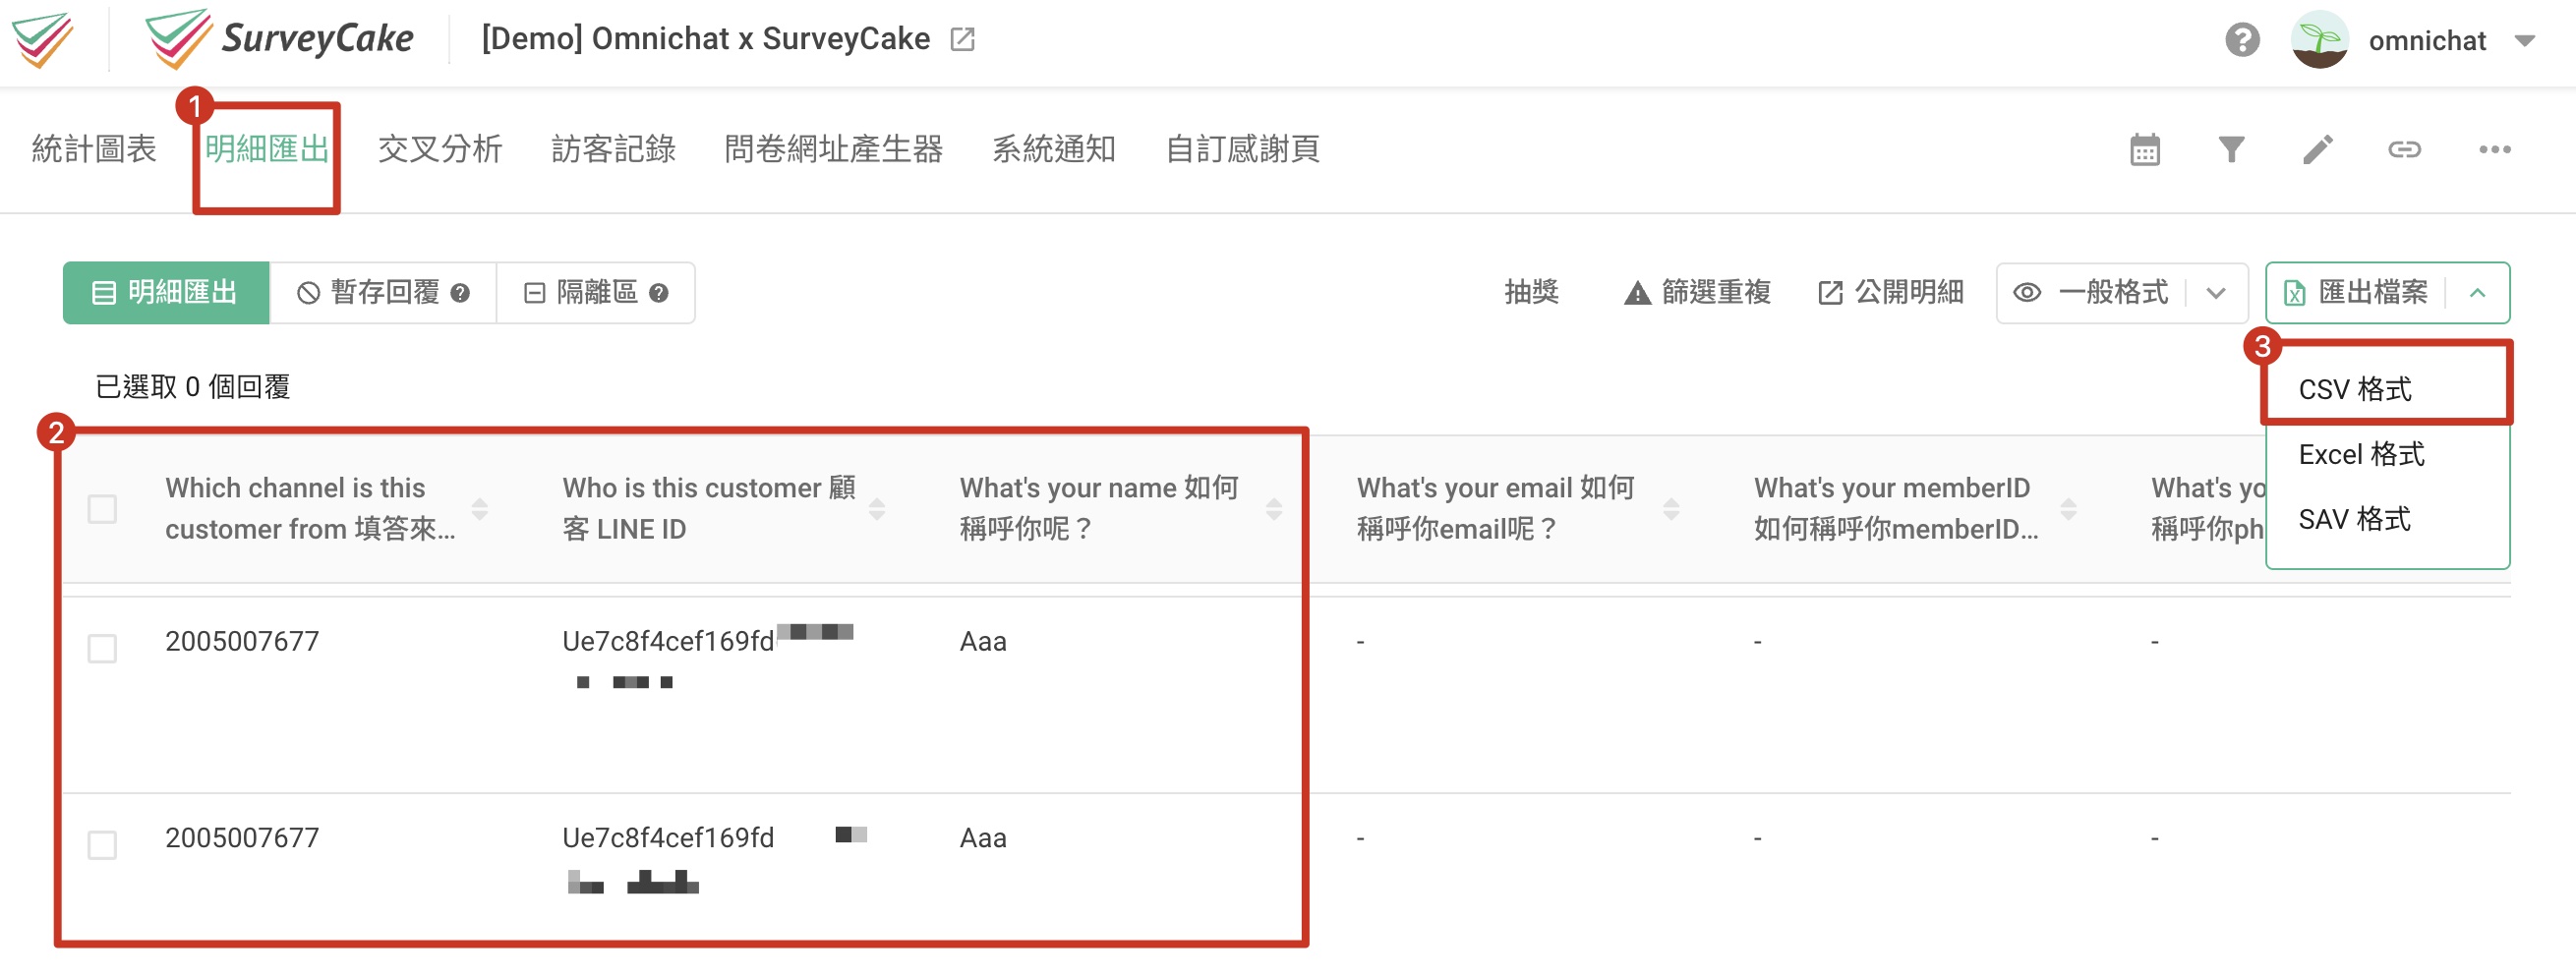 SurveyCake [Demo] Omnichat x SurveyCake omnichat
1
統計圖表 明細匯出 交叉分析 訪客記錄 問卷網址產生器 系統通知 自訂感謝頁
明細匯出 暫存回覆 隔離區 抽獎 篩選重複 公開明細 一般格式 匯出檔案
3
CSV 格式
Excel 格式
SAV 格式
已選取 0 個回覆
2
Which channel is this
customer from 填答來...
Who is this customer 顧
客 LINE ID
What's your name 如何
稱呼你呢？
What's your email 如何
稱呼你email呢？
What's your memberID
如何稱呼你memberID...
What's yo
稱呼你ph
2005007677 Ue7c8f4cef169fd Aaa - - -
2005007677 Ue7c8f4cef169fd Aaa - - -